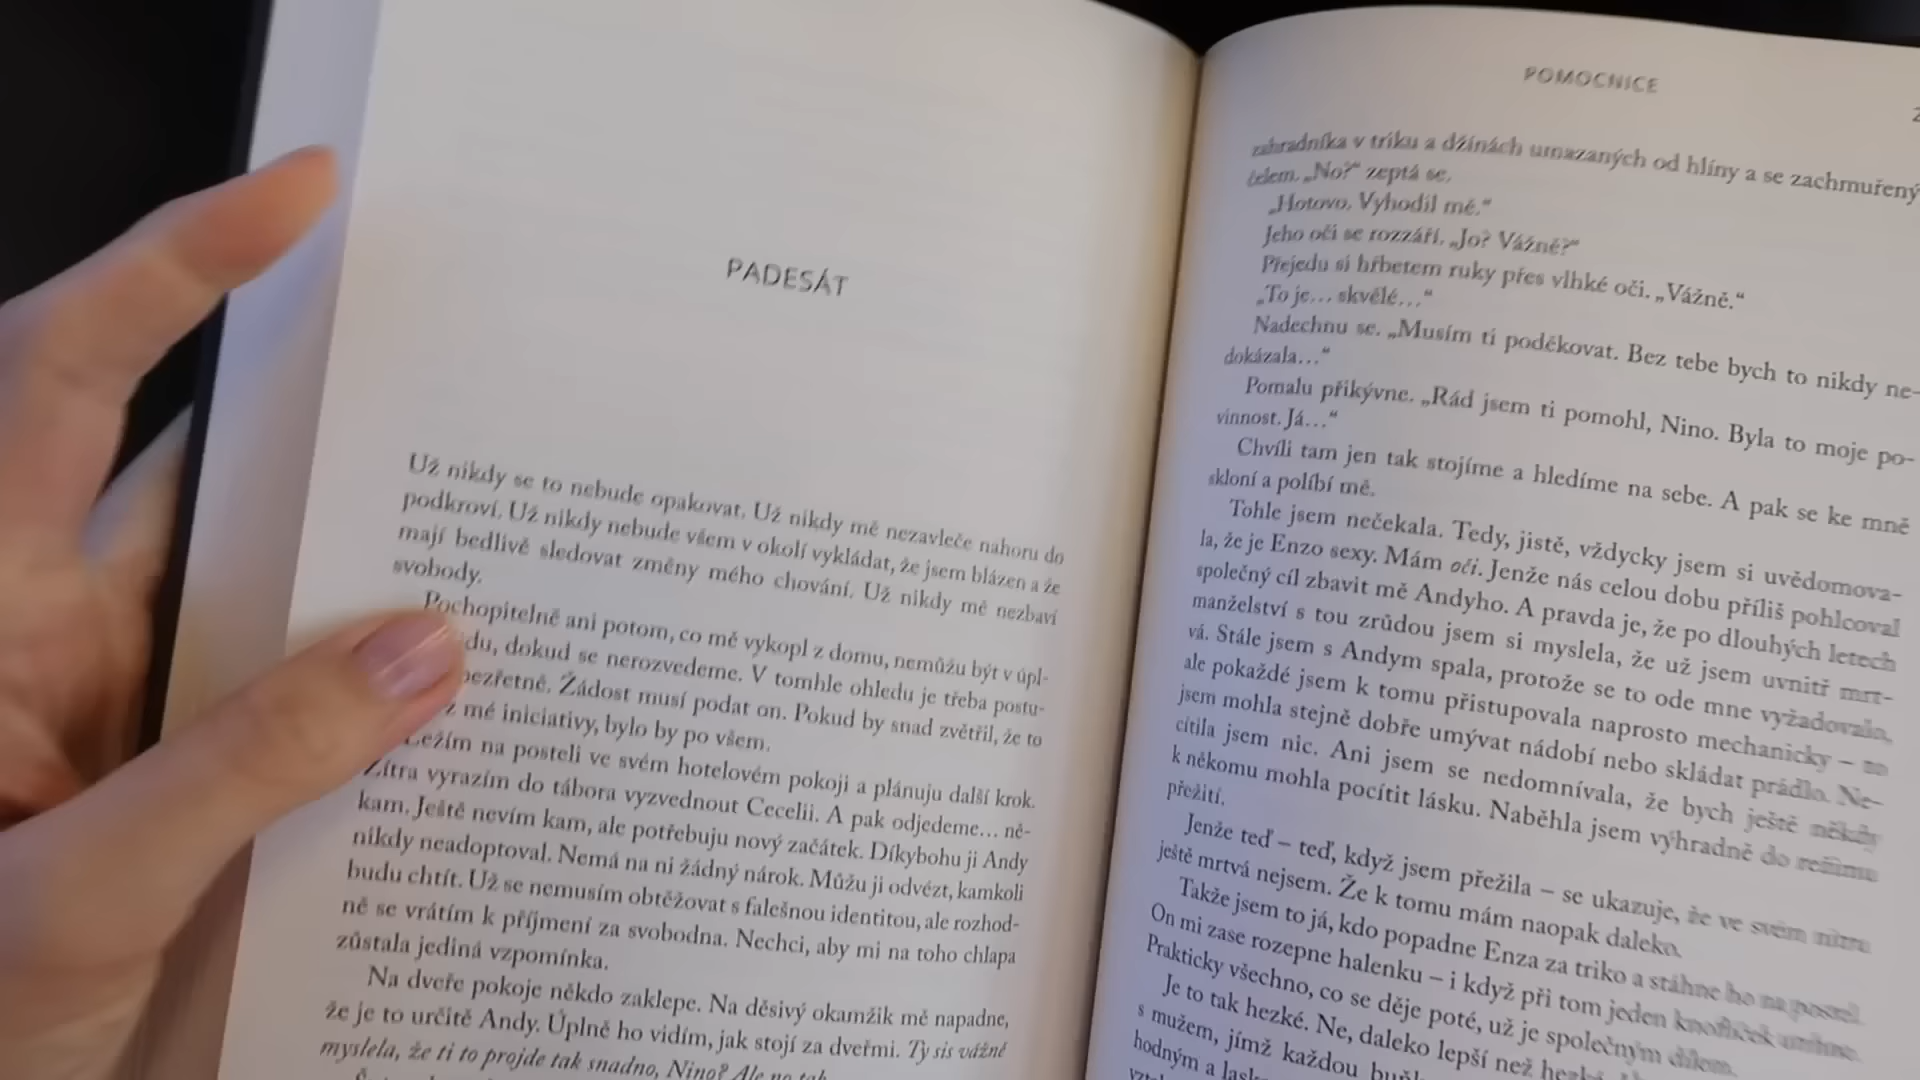 PADESÁT
Už nikdy se to nebude opakovat. Už nikdy mě nezavleče nahoru do
podkroví. Už nikdy nebude všem v okolí vykládat, že jsem blázen a že
mají bedlivě sledovat změny mého chování. Už nikdy mě nezbaví
svobody.
Pochopitelně ani potom, co mě vykopl z domu, nemůžu být v úpl-
du, dokud se nerozvedeme. V tomhle ohledu je třeba postu-
bezřetně. Žádost musí podat on. Pokud by snad zvětřil, že to
z mé iniciativy, bylo by po všem.
Ležím na posteli ve svém hotelovém pokoji a plánuju další krok.
Zítra vyrazím do tábora vyzvednout Cecelii. A pak odjedeme… ně-
kam. Ještě nevím kam, ale potřebuju nový začátek. Díkybohu ji Andy
nikdy neadoptoval. Nemá na ni žádný nárok. Můžu ji odvézt, kamkoli
budu chtít. Už se nemusím obtěžovat s falešnou identitou, ale rozhod-
ně se vrátím k příjmení za svobodna. Nechci, aby mi na toho chlapa
zůstala jediná vzpomínka.
Na dveře pokoje někdo zaklepe. Na děsivý okamžik mě napadne,
že je to určitě Andy. Úplně ho vidím, jak stojí za dveřmi. Ty sis vážně
myslela, že ti to projde tak snadno, Nino? Ale no tak
POMOCNICE
zahradníka v triku a džínách umazaných od hlíny a se zachmuřený
čelem. „No?“ zeptá se.
„Hotovo. Vyhodil mě.“
Jeho oči se rozzáří. „Jo? Vážně?“
Přejedu si hřbetem ruky přes vlhké oči. „Vážně.“
„To je… skvělé…“
Nadechnu se. „Musím ti poděkovat. Bez tebe bych to nikdy ne-
dokázala…“
Pomalu přikývne. „Rád jsem ti pomohl, Nino. Byla to moje po-
vinnost. Já…“
Chvíli tam jen tak stojíme a hledíme na sebe. A pak se ke mně
skloní a políbí mě.
Tohle jsem nečekala. Tedy, jistě, vždycky jsem si uvědomova-
la, že je Enzo sexy. Mám oči. Jenže nás celou dobu příliš pohlcoval
společný cíl zbavit mě Andyho. A pravda je, že po dlouhých letech
manželství s tou zrůdou jsem si myslela, že už jsem uvnitř mrt-
vá. Stále jsem s Andym spala, protože se to ode mne vyžadovalo,
ale pokaždé jsem k tomu přistupovala naprosto mechanicky – to
jsem mohla stejně dobře umývat nádobí nebo skládat prádlo. Ne-
cítila jsem nic. Ani jsem se nedomnívala, že bych ještě někdy
k někomu mohla pocítit lásku. Naběhla jsem výhradně do režimu
přežití.
Jenže teď – teď, když jsem přežila – se ukazuje, že ve svém nitru
ještě mrtvá nejsem. Že k tomu mám naopak daleko.
Takže jsem to já, kdo popadne Enza za triko a stáhne ho na postel.
On mi zase rozepne halenku – i když při tom jeden knoflíček utrhne.
Prakticky všechno, co se děje poté, už je společným dílem.
Je to tak hezké. Ne, daleko lepší než hezké.
s mužem, jímž každou
hodným a